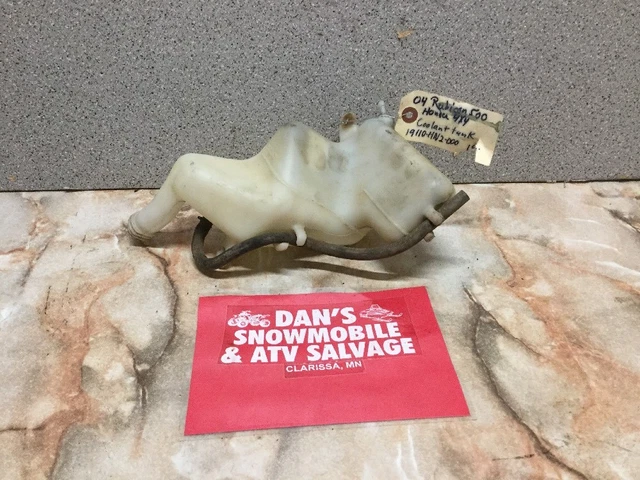 04 Rubicon 500
Honda 4x4
Coolant tank
19110-HN2-000
DAN'S
SNOWMOBILE
& ATV SALVAGE
CLARISSA, MN